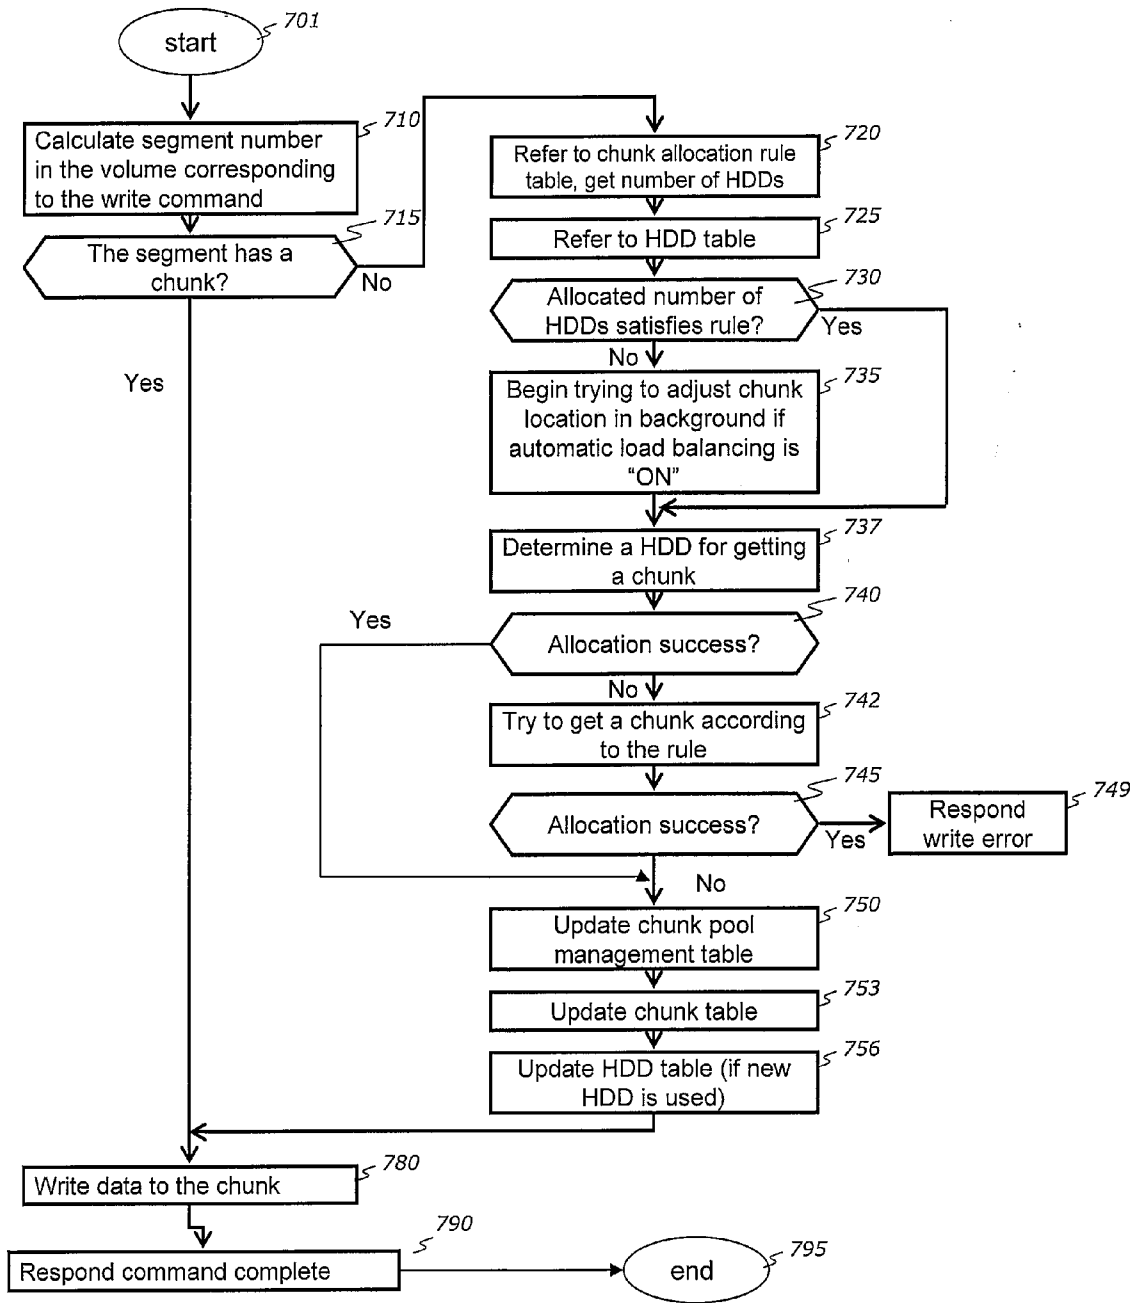 start
701
Calculate segment number
in the volume corresponding
to the write command
710
The segment has a
chunk?
715
No
Yes
Refer to chunk allocation rule
table, get number of HDDs
720
Refer to HDD table
725
Allocated number of
HDDs satisfies rule?
730
Yes
No
Begin trying to adjust chunk
location in background if
automatic load balancing is
“ON”
735
Determine a HDD for getting
a chunk
737
Allocation success?
740
Yes
No
Try to get a chunk according
to the rule
742
Allocation success?
745
Yes
Respond
write error
749
No
Update chunk pool
management table
750
Update chunk table
753
Update HDD table (if new
HDD is used)
756
Write data to the chunk
780
Respond command complete
790
end
795